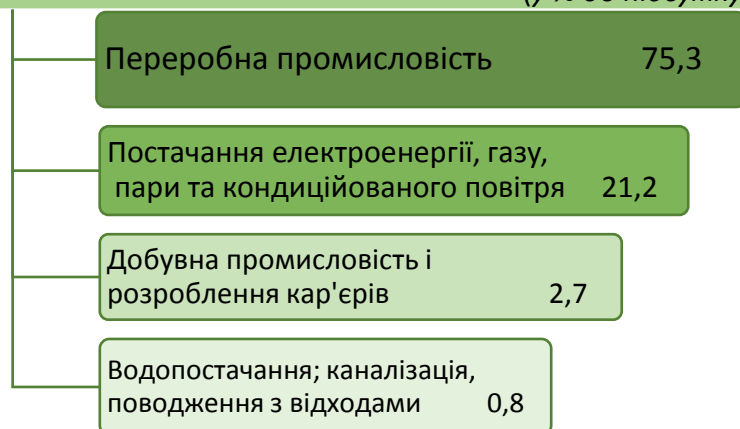 Переробна промисловість 75,3
Постачання електроенергії, газу,
пари та кондиційованого повітря 21,2
Добувна промисловість і
розроблення кар'єрів 2,7
Водопостачання; каналізація,
поводження з відходами 0,8